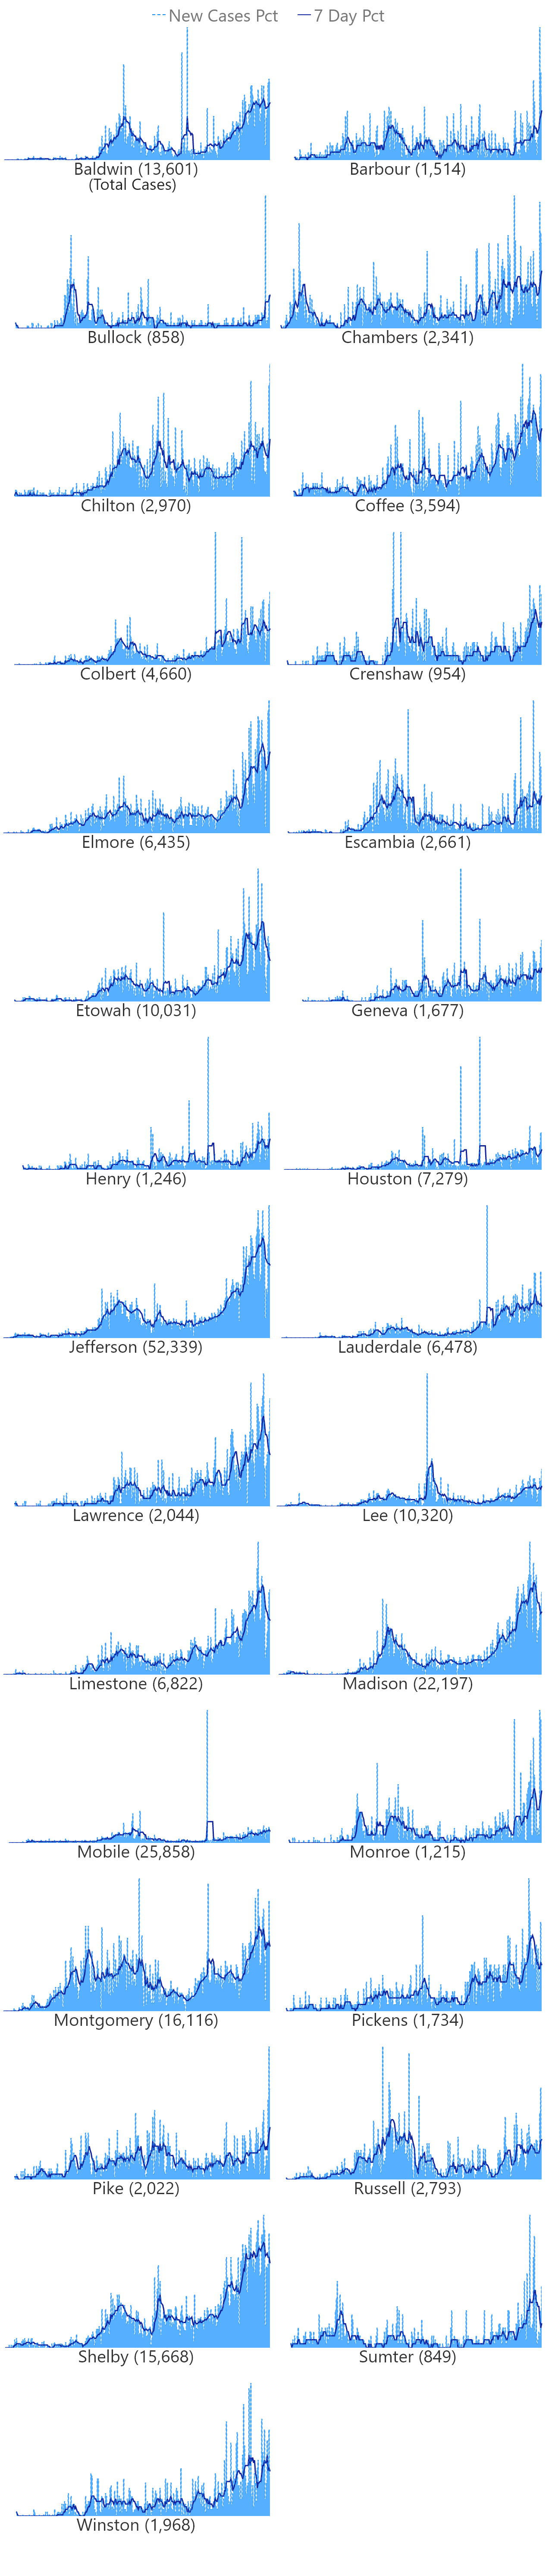 New Cases Pct 7 Day Pct
Baldwin (13,601) Barbour (1,514)
(Total Cases)
Bullock (858) Chambers (2,341)
Chilton (2,970) Coffee (3,594)
Colbert (4,660) Crenshaw (954)
Elmore (6,435) Escambia (2,661)
Etowah (10,031) Geneva (1,677)
Henry (1,246) Houston (7,279)
Jefferson (52,339) Lauderdale (6,478)
Lawrence (2,044) Lee (10,320)
Limestone (6,822) Madison (22,197)
Mobile (25,858) Monroe (1,215)
Montgomery (16,116) Pickens (1,734)
Pike (2,022) Russell (2,793)
Shelby (15,668) Sumter (849)
Winston (1,968)